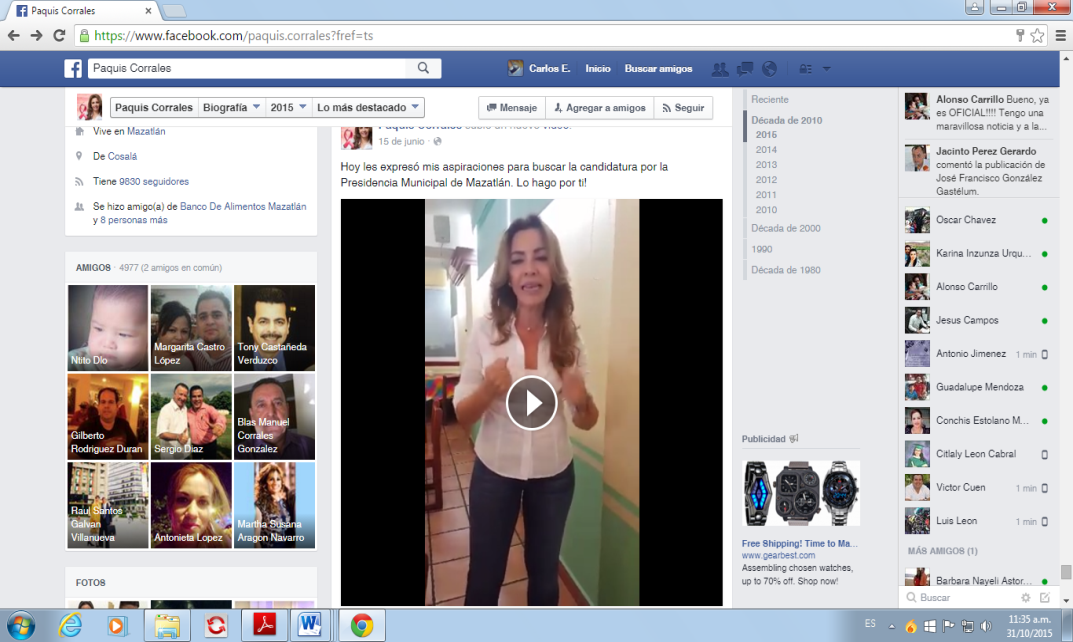 Paquis Corrales
https://www.facebook.com/paquis.corrales?fref=ts
Paquis Corrales
Carlos E. Inicio Buscar amigos
Paquis Corrales Biografía 2015 Lo más destacado
Mensaje Agregar a amigos Seguir
Vive en Mazatlán
De Cosalá
Tiene 9830 seguidores
Se hizo amigo(a) de Banco De Alimentos Mazatlán
y 8 personas más
AMIGOS · 4977 (2 amigos en común)
Ntito Dlo
Margarita Castro
López
Tony Castañeda
Verduzco
Gilberto
Rodriguez Duran
Sergio Diaz
Blas Manuel
Corrales
Gonzalez
Raul Santos
Galvan
Villanueva
Antonieta Lopez
Martha Susana
Aragon Navarro
FOTOS
Paquis Corrales subió un nuevo video.
15 de junio ·
Hoy les expresó mis aspiraciones para buscar la candidatura por la
Presidencia Municipal de Mazatlán. Lo hago por ti!
Reciente
Década de 2010
2015
2014
2013
2012
2011
2010
Década de 2000
1990
Década de 1980
Publicidad
Free Shipping! Time to Ma...
www.gearbest.com
Assembling chosen watches,
up to 70% off. Shop now!
Alonso Carrillo Bueno, ya
es OFICIAL!!!! Tengo una
maravillosa noticia y a la...
Jacinto Perez Gerardo
comentó la publicación de
José Francisco González
Gastélum.
Oscar Chavez
Karina Inzunza Urqu...
Alonso Carrillo
Jesus Campos
Antonio Jimenez 1 min
Guadalupe Mendoza
Conchis Estolano M...
Citlaly Leon Cabral
Victor Cuen 1 min
Luis Leon 1 min
MÁS AMIGOS (1)
Barbara Nayeli Astor...
Buscar
ES
11:35 a.m.
31/10/2015